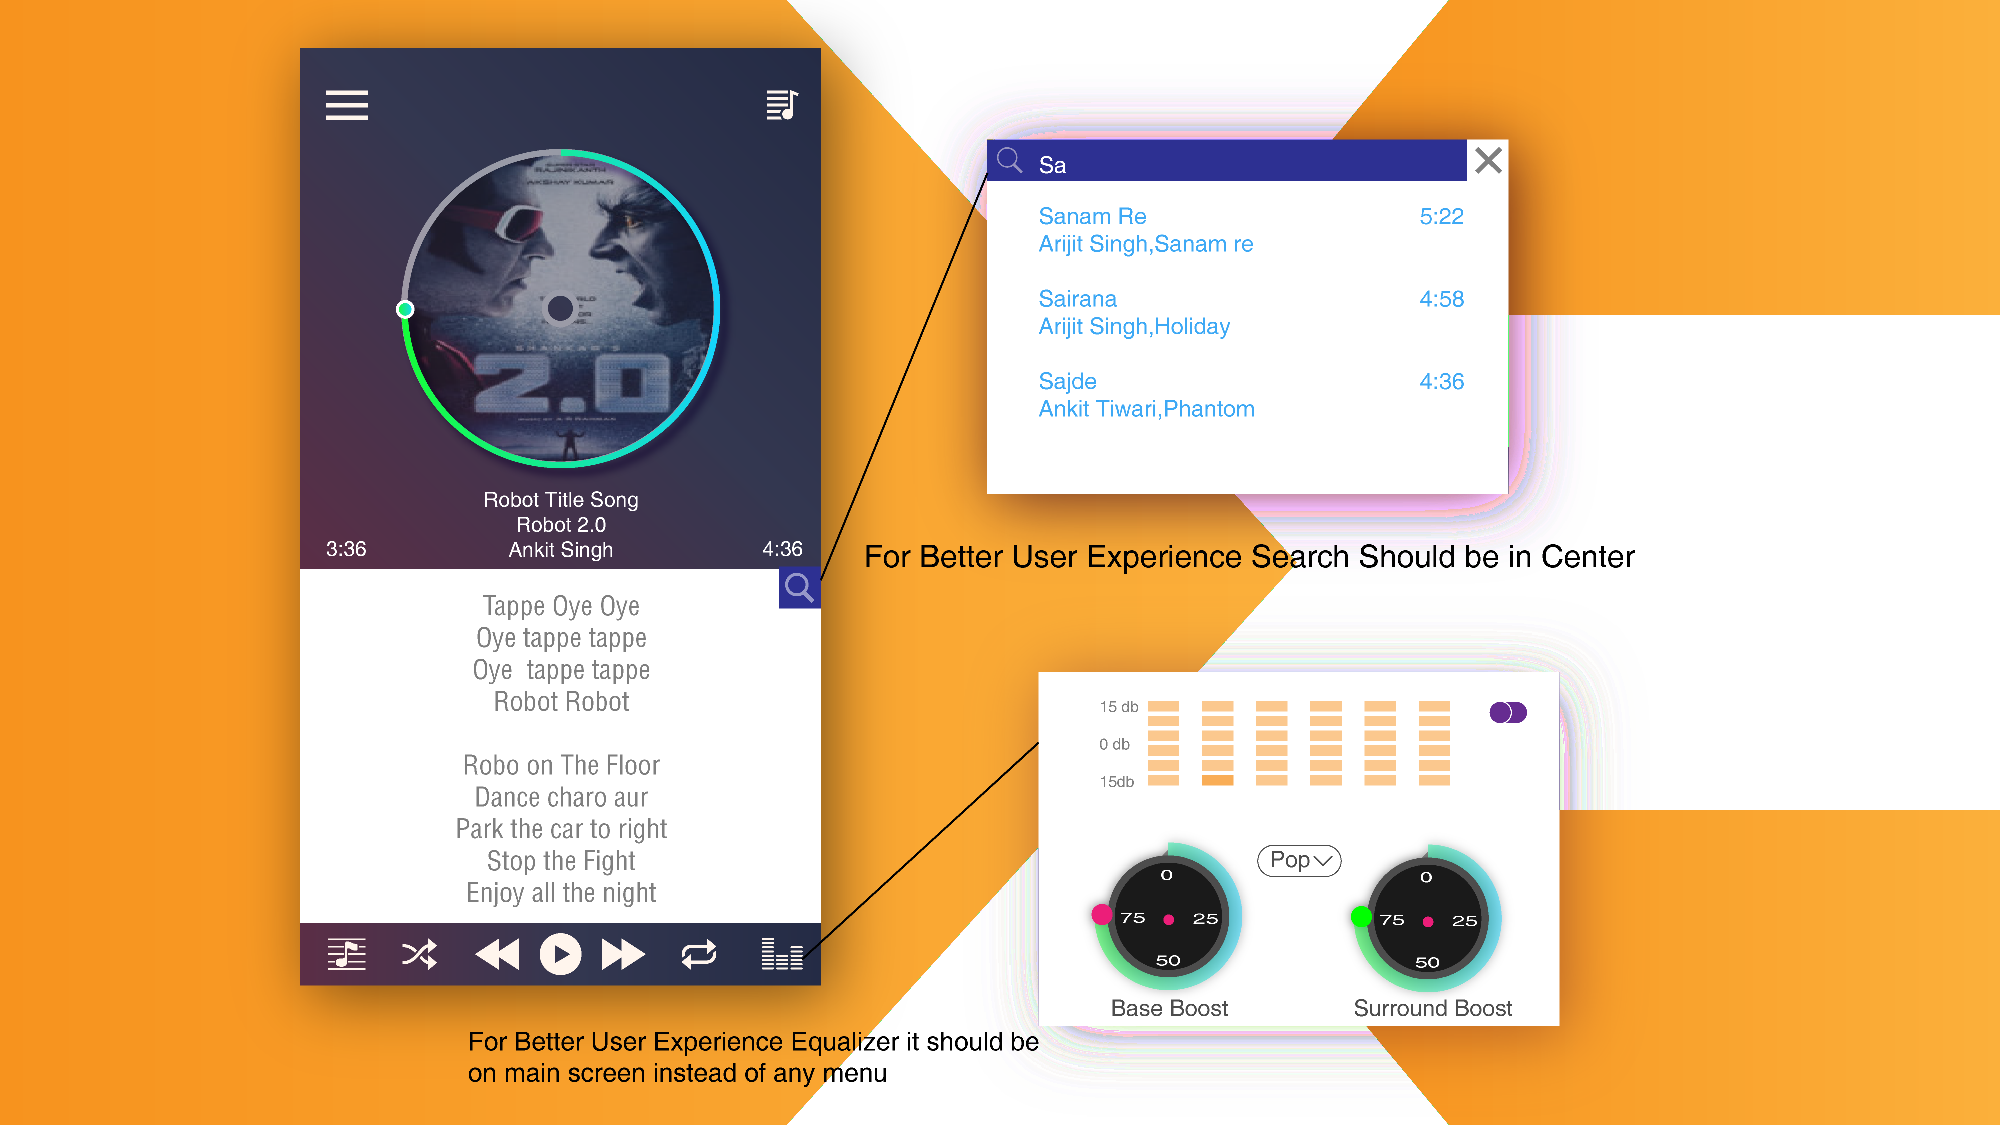 RAJINIKANTH
AKSHAY KUMAR
SHANKAR'S
2.0
Robot Title Song
Robot 2.0
3:36
Ankit Singh
4:36
Tappe Oye Oye
Oye tappe tappe
Oye tappe tappe
Robot Robot
Robo on The Floor
Dance charo aur
Park the car to right
Stop the Fight
Enjoy all the night
Sa
Sanam Re
5:22
Arijit Singh,Sanam re
Sairana
4:58
Arijit Singh,Holiday
Sajde
4:36
Ankit Tiwari,Phantom
For Better User Experience Search Should be in Center
15 db
0 db
15db
Pop
0
75
25
50
Base Boost
0
75
25
50
Surround Boost
For Better User Experience Equalizer it should be
on main screen instead of any menu